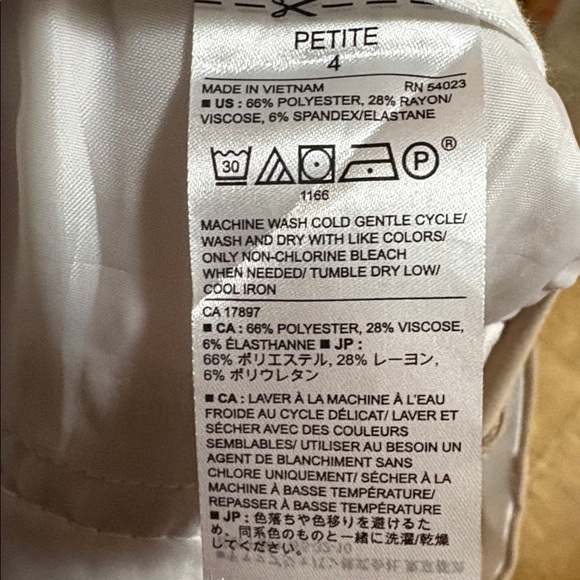 PETITE
4
MADE IN VIETNAM RN 54023
■ US : 66% POLYESTER, 28% RAYON/
VISCOSE, 6% SPANDEX/ELASTANE
30 P ®
1166
MACHINE WASH COLD GENTLE CYCLE/
WASH AND DRY WITH LIKE COLORS/
ONLY NON-CHLORINE BLEACH
WHEN NEEDED/ TUMBLE DRY LOW/
COOL IRON
CA 17897
■ CA : 66% POLYESTER, 28% VISCOSE,
6% ÉLASTHANNE ■ JP :
66% ポリエステル, 28% レーヨン,
6% ポリウレタン
■ CA : LAVER À LA MACHINE À L'EAU
FROIDE AU CYCLE DÉLICAT/ LAVER ET
SÉCHER AVEC DES COULEURS
SEMBLABLES/ UTILISER AU BESOIN UN
AGENT DE BLANCHIMENT SANS
CHLORE UNIQUEMENT/ SÉCHER À LA
MACHINE À BASSE TEMPÉRATURE/
REPASSER À BASSE TEMPÉRATURE
■ JP : 色落ちや色移りを避けるた
め、同系色のものと一緒に洗濯/乾燥
してください。